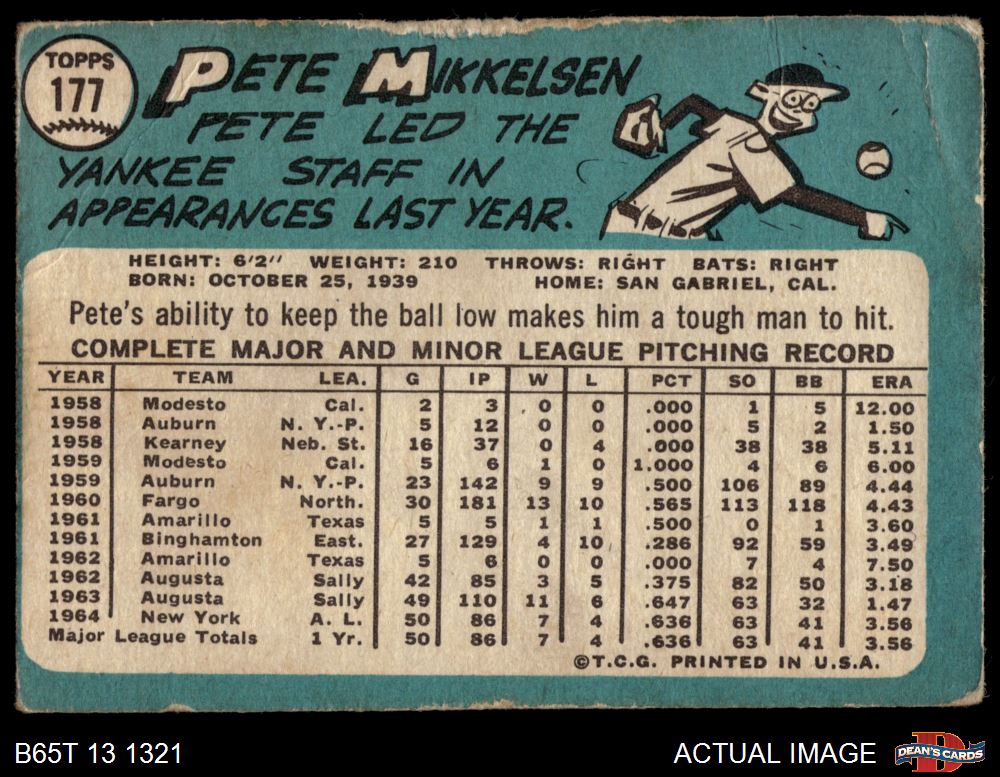 TOPPS
177
PETE MIKKELSEN
PETE LED THE
YANKEE STAFF IN
APPEARANCES LAST YEAR.
HEIGHT: 6'2" WEIGHT: 210 THROWS: RIGHT BATS: RIGHT
BORN: OCTOBER 25, 1939 HOME: SAN GABRIEL, CAL.
Pete's ability to keep the ball low makes him a tough man to hit.
COMPLETE MAJOR AND MINOR LEAGUE PITCHING RECORD
YEAR TEAM LEA. G IP W L PCT SO BB ERA
1958 Modesto Cal. 2 3 0 0 .000 1 5 12.00
1958 Auburn N. Y.-P. 5 12 0 0 .000 5 2 1.50
1958 Kearney Neb. St. 16 37 0 4 .000 38 38 5.11
1959 Modesto Cal. 5 6 1 0 1.000 4 6 6.00
1959 Auburn N. Y.-P. 23 142 9 9 .500 106 89 4.44
1960 Fargo North. 30 181 13 10 .565 113 118 4.43
1961 Amarillo Texas 5 5 1 1 .500 0 1 3.60
1961 Binghamton East. 27 129 4 10 .286 92 59 3.49
1962 Amarillo Texas 5 6 0 0 .000 7 4 7.50
1962 Augusta Sally 42 85 3 5 .375 82 50 3.18
1963 Augusta Sally 49 110 11 6 .647 63 32 1.47
1964 New York A. L. 50 86 7 4 .636 63 41 3.56
Major League Totals 1 Yr. 50 86 7 4 .636 63 41 3.56
©T.C.G. PRINTED IN U.S.A.
B65T 13 1321 ACTUAL IMAGE DEAN'S CARDS